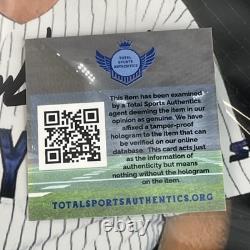 TOTAL
SPORTS
AUTHENTICS
This item has been examined
by a Total Sports Authentics
agent deeming the item in our
opinion as genuine. We have
affixed a tamper-proof
hologram to the item that can
be verified on our online
database. This card acts just
as the information
of authenticity but means
nothing without the hologram
on the item.
TOTALSPORTSAUTHENTICS.ORG